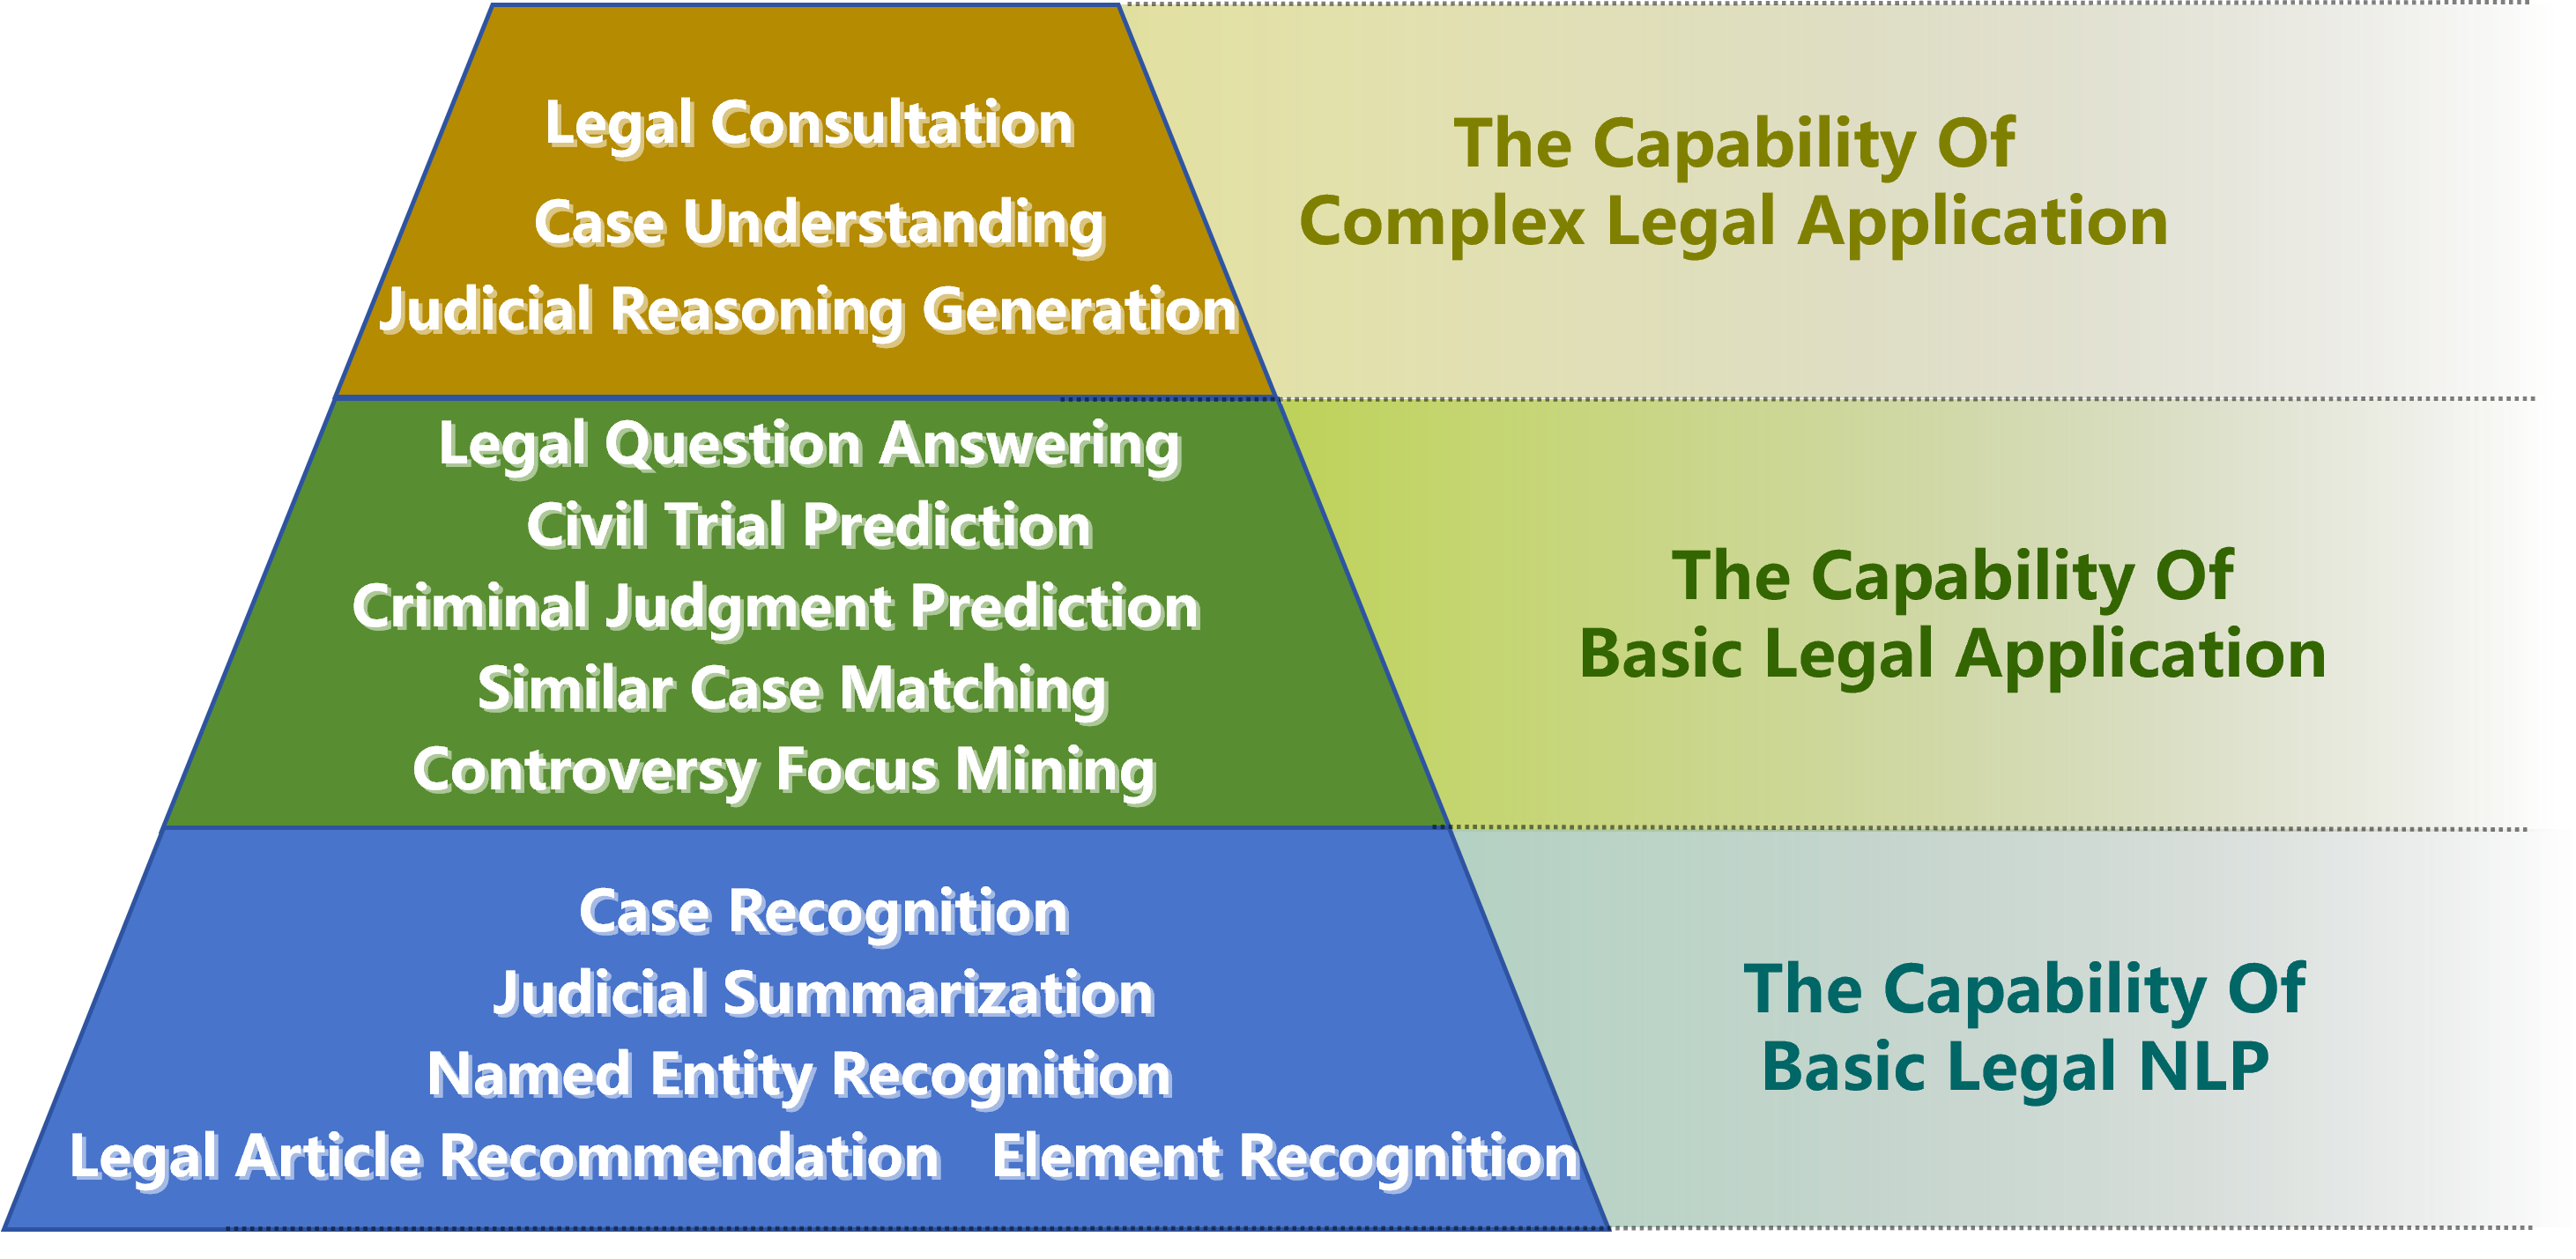 Legal Consultation
Case Understanding
Judicial Reasoning Generation
The Capability Of
Complex Legal Application
Legal Question Answering
Civil Trial Prediction
Criminal Judgment Prediction
Similar Case Matching
Controversy Focus Mining
The Capability Of
Basic Legal Application
Case Recognition
Judicial Summarization
Named Entity Recognition
Legal Article Recommendation Element Recognition
The Capability Of
Basic Legal NLP